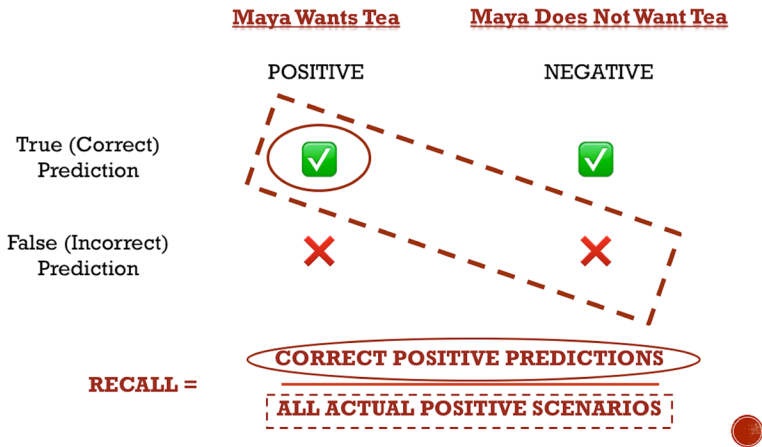 Maya Wants Tea
Maya Does Not Want Tea
POSITIVE
NEGATIVE
True (Correct)
Prediction
False (Incorrect)
Prediction
RECALL =
CORRECT POSITIVE PREDICTIONS
ALL ACTUAL POSITIVE SCENARIOS